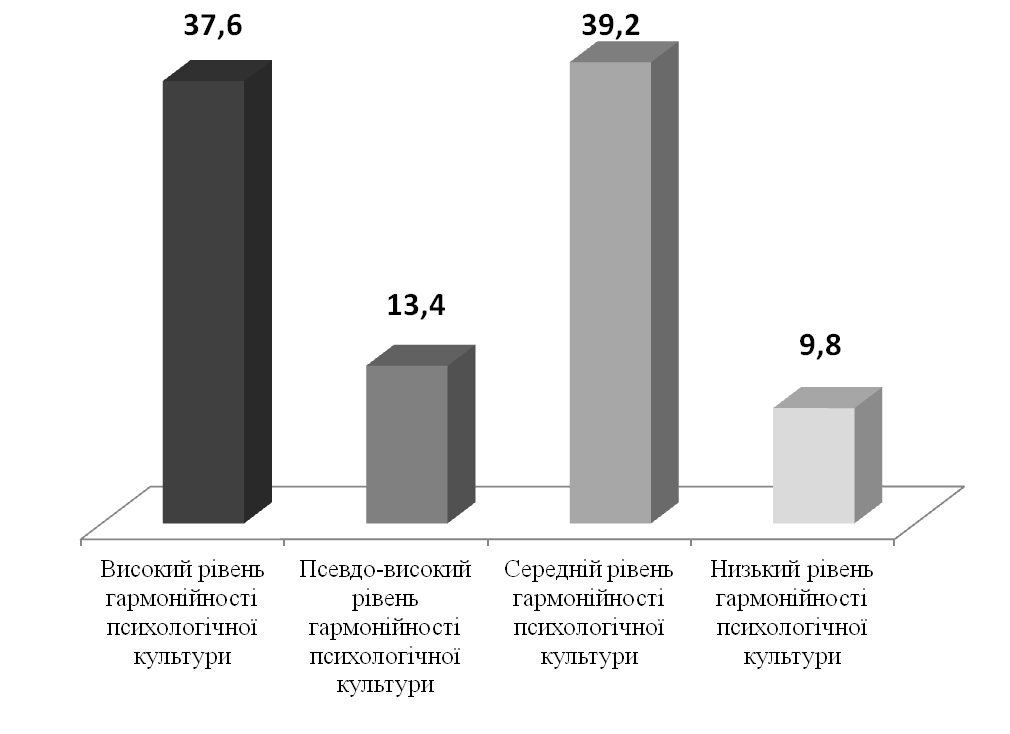 37,6
13,4
39,2
9,8
Високий рівень
гармонійності
психологічної
культури
Псевдо-високий
рівень
гармонійності
психологічної
культури
Середній рівень
гармонійності
психологічної
культури
Низький рівень
гармонійності
психологічної
культури